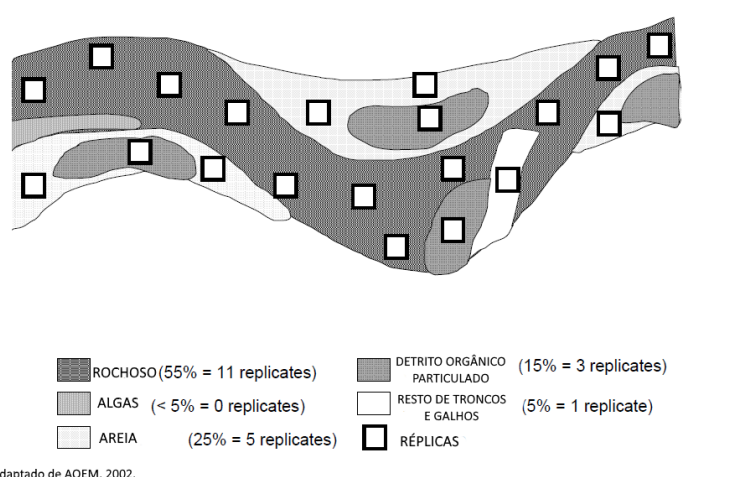 ROCHOSO (55% = 11 replicates)
ALGAS (< 5% = 0 replicates)
AREIA (25% = 5 replicates)
DETRITO ORGÂNICO PARTICULADO (15% = 3 replicates)
RESTO DE TRONCOS E GALHOS (5% = 1 replicate)
RÉPLICAS
daptado de AQEM, 2002.